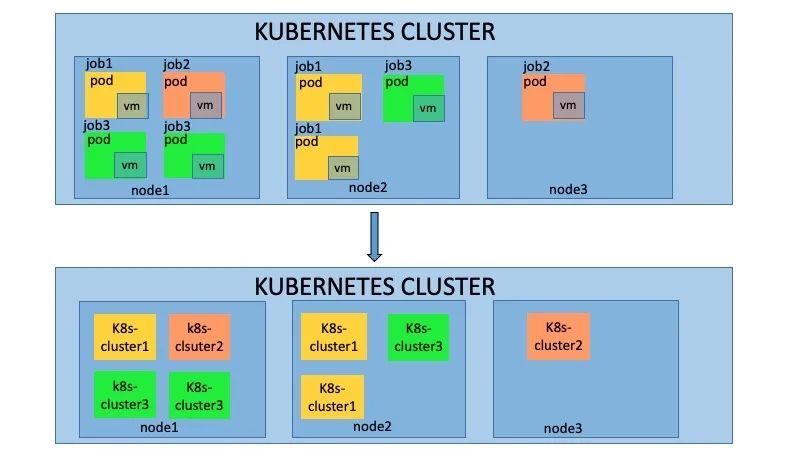 KUBERNETES CLUSTER
job1
pod
vm
job2
pod
vm
job3
pod
vm
job3
pod
vm
node1
job1
pod
vm
job3
pod
vm
job1
pod
vm
node2
job2
pod
vm
node3
KUBERNETES CLUSTER
K8s-
cluster1
k8s-
clsuter2
k8s-
cluster3
K8s-
cluster3
node1
K8s-
cluster1
K8s-
cluster3
K8s-
cluster1
node2
K8s-
cluster2
node3